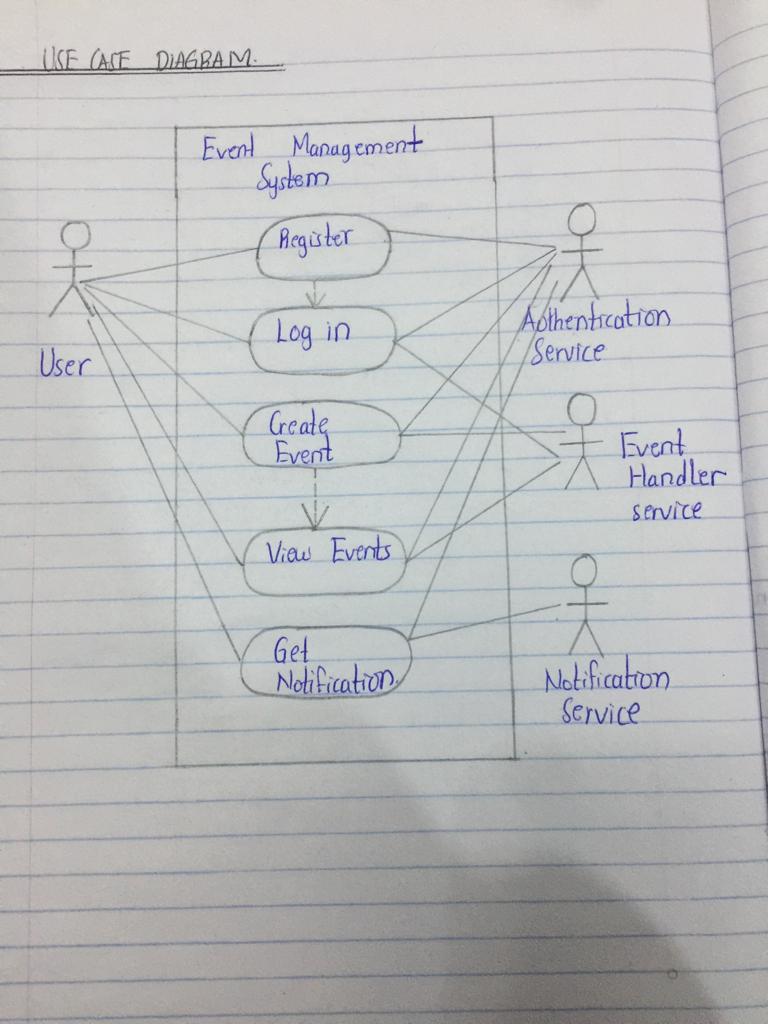 USE CASE DIAGRAM.
Event Management
System
Register
Log in
Create
Event
View Events
Get
Notification.
User
Authentication
Service
Event
Handler
service
Notification
Service